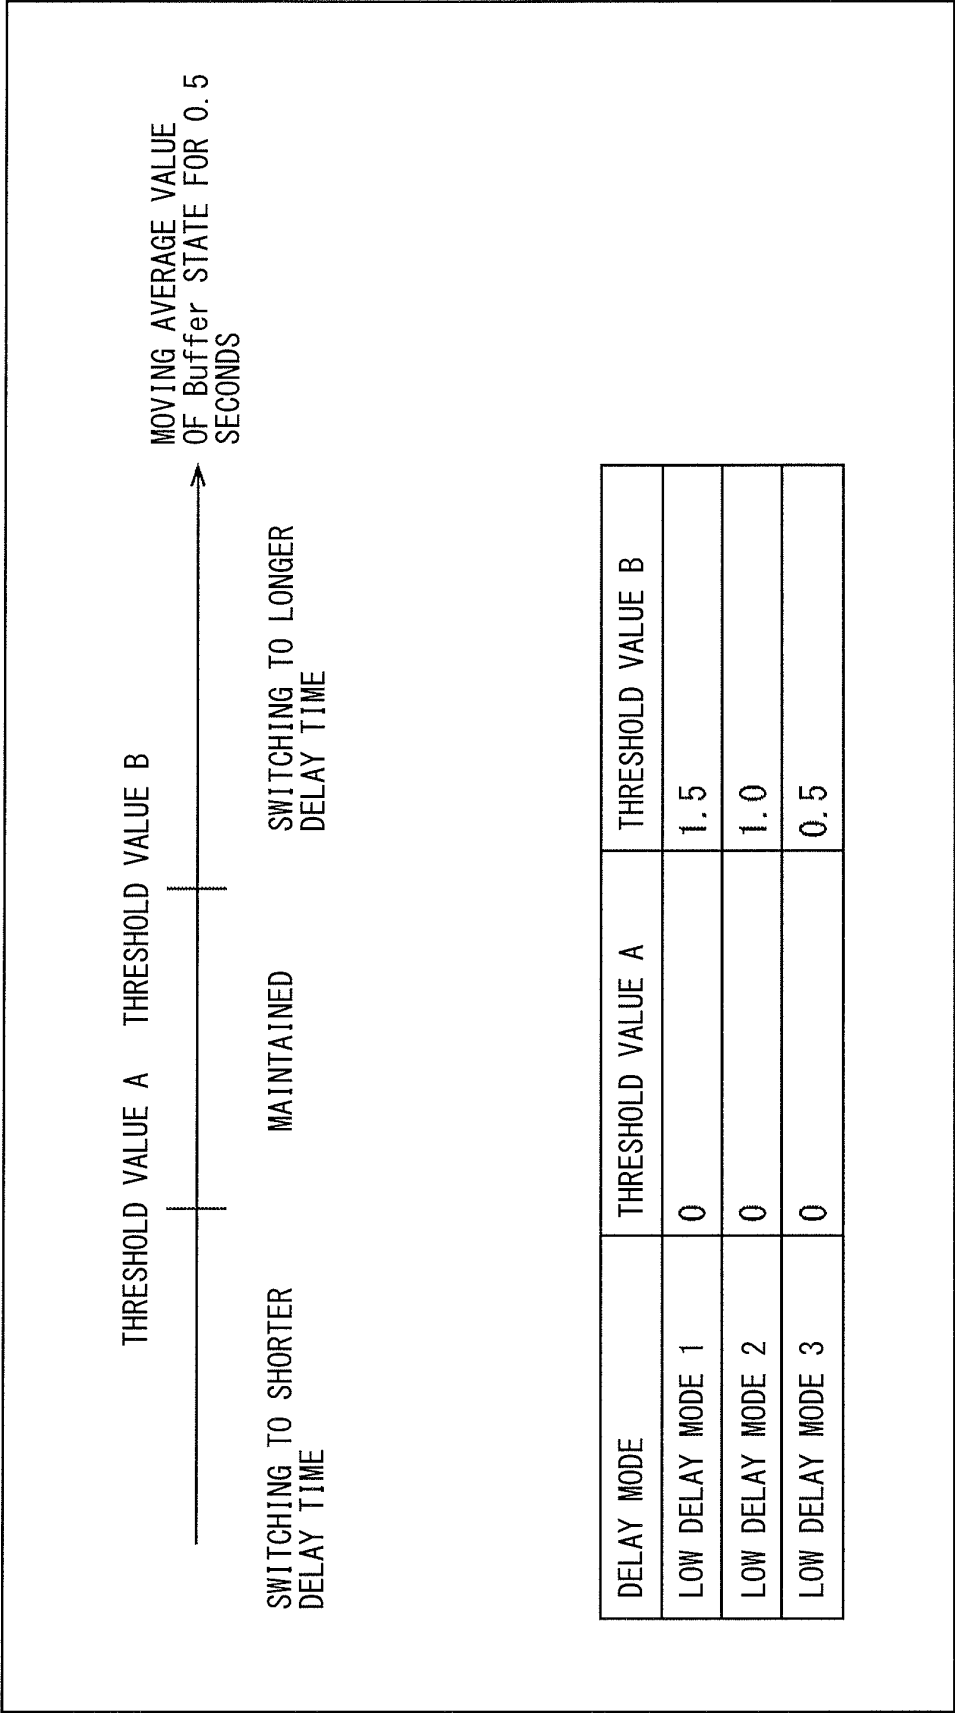 THRESHOLD VALUE A THRESHOLD VALUE B
MOVING AVERAGE VALUE
OF Buffer STATE FOR 0.5
SECONDS
SWITCHING TO SHORTER
DELAY TIME
MAINTAINED
SWITCHING TO LONGER
DELAY TIME
DELAY MODE THRESHOLD VALUE A THRESHOLD VALUE B
LOW DELAY MODE 1 0 1.5
LOW DELAY MODE 2 0 1.0
LOW DELAY MODE 3 0 0.5